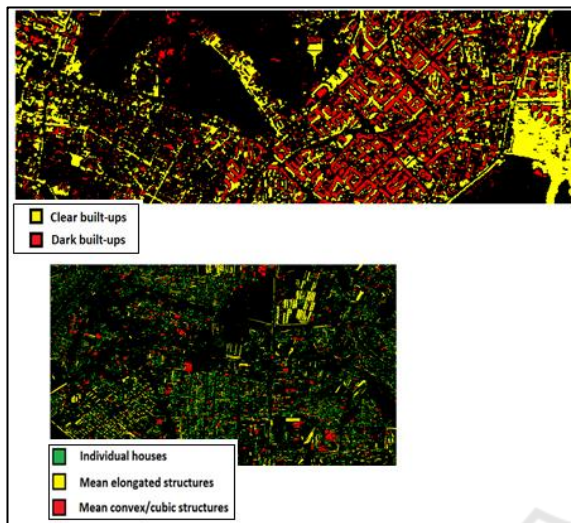 Clear built-ups
Dark built-ups
Individual houses
Mean elongated structures
Mean convex/cubic structures